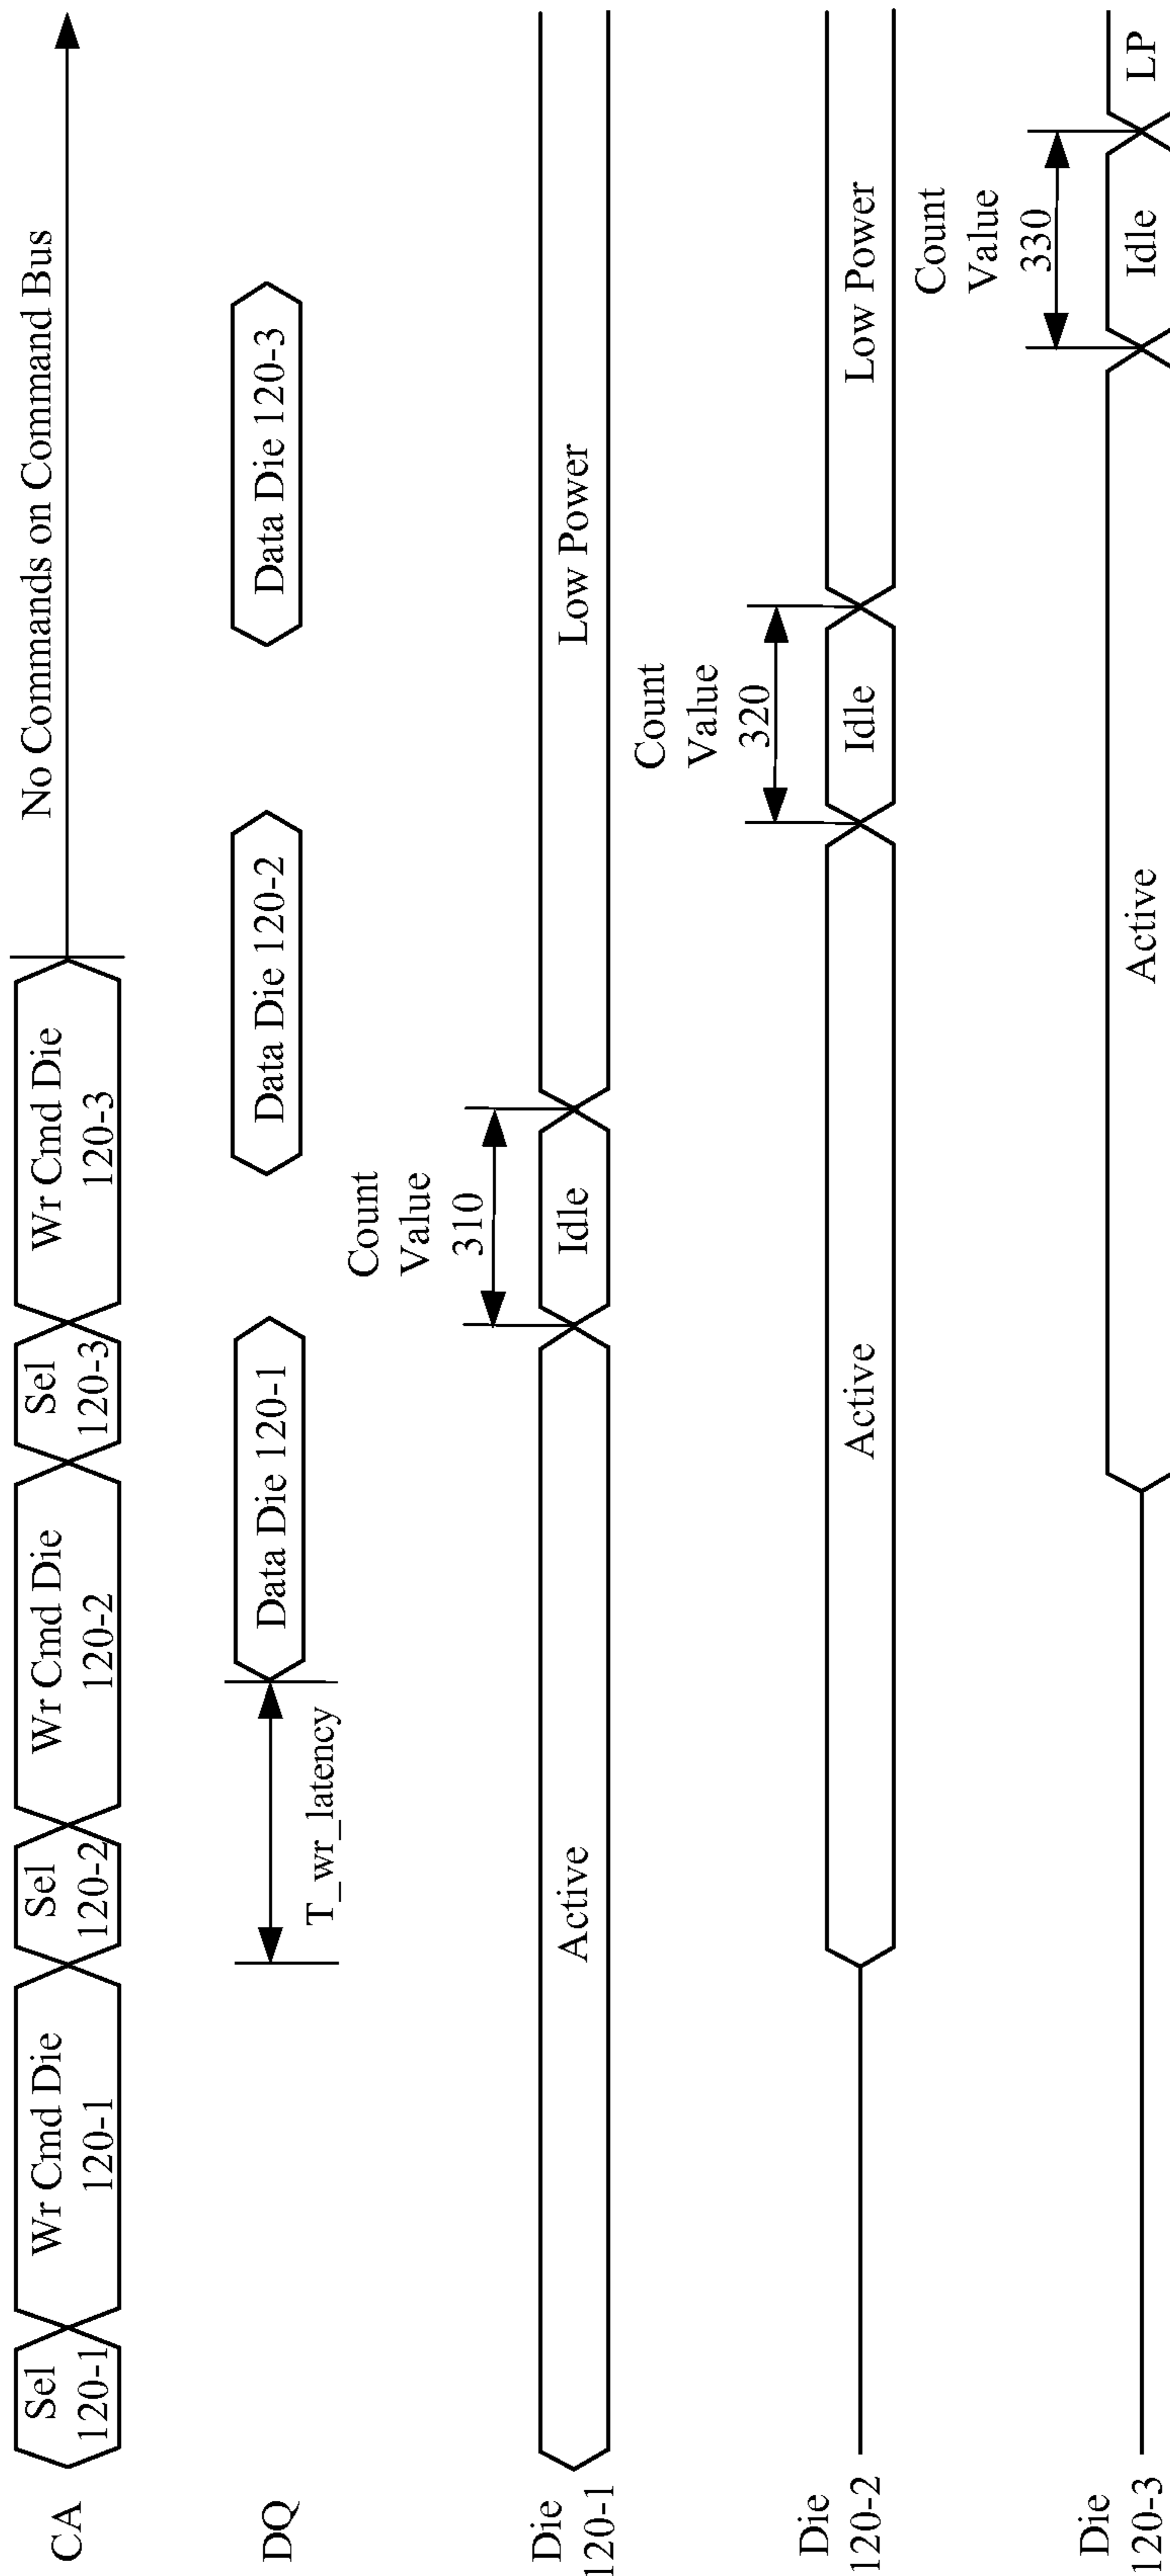 CA
Sel
120-1
Wr Cmd Die
120-1
Sel
120-2
Wr Cmd Die
120-2
Sel
120-3
Wr Cmd Die
120-3
No Commands on Command Bus
DQ
T_wr_latency
Data Die 120-1
Data Die 120-2
Data Die 120-3
Count
Value
310
Die
120-1
Active
Idle
Low Power
Count
Value
320
Die
120-2
Active
Idle
Low Power
Count
Value
330
Die
120-3
Active
Idle
LP